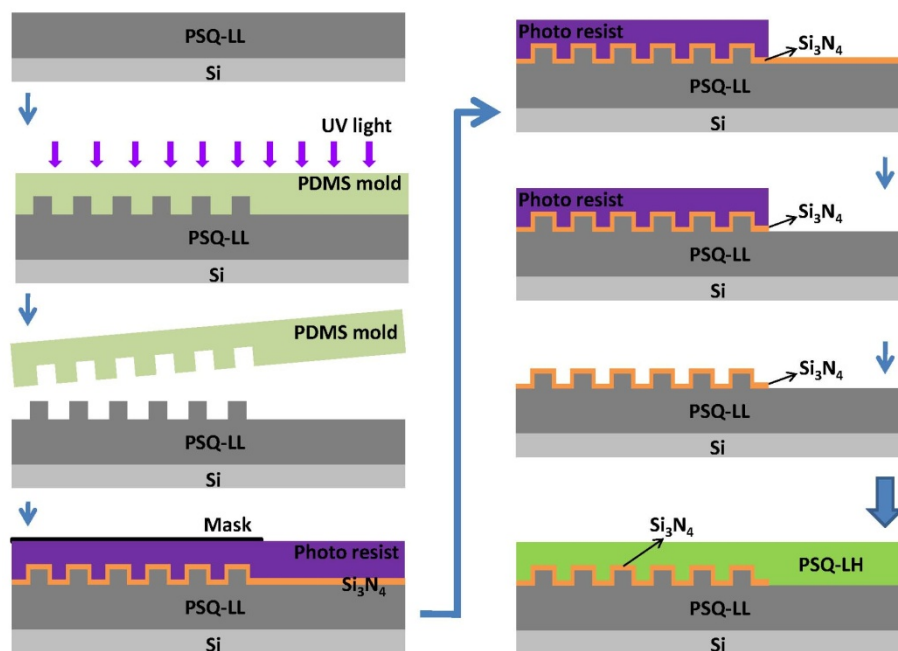 PSQ-LL
Si
UV light
PDMS mold
PSQ-LL
Si
PDMS mold
PSQ-LL
Si
Mask
Photo resist
Si₃N₄
PSQ-LL
Si
Photo resist
Si₃N₄
PSQ-LL
Si
Photo resist
Si₃N₄
PSQ-LL
Si
Si₃N₄
PSQ-LL
Si
Si₃N₄
PSQ-LH
PSQ-LL
Si